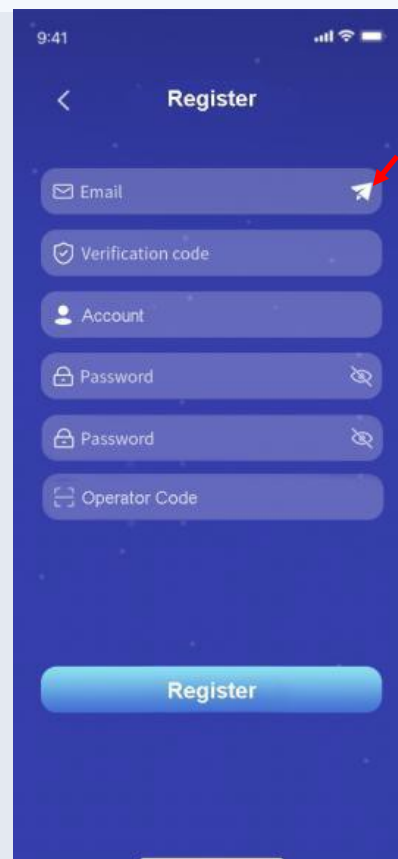 9:41
Register
Email
Verification code
Account
Password
Password
Operator Code
Register